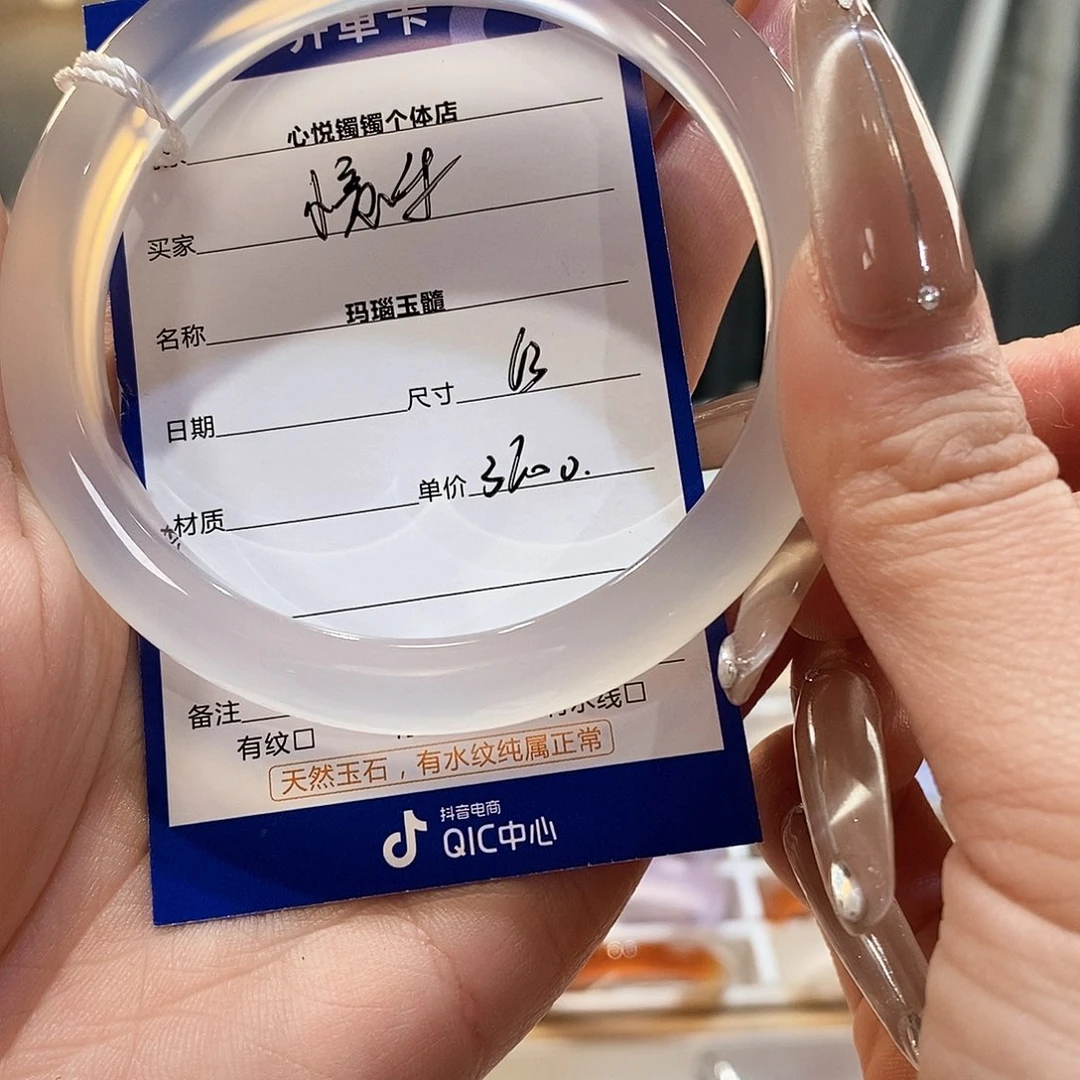 开单卡
心悦镯镯个体店
买家
名称 玛瑙玉髓
日期 尺寸
材质 单价
备注
有纹口 有水线口
天然玉石，有水纹纯属正常
抖音电商
QIC中心